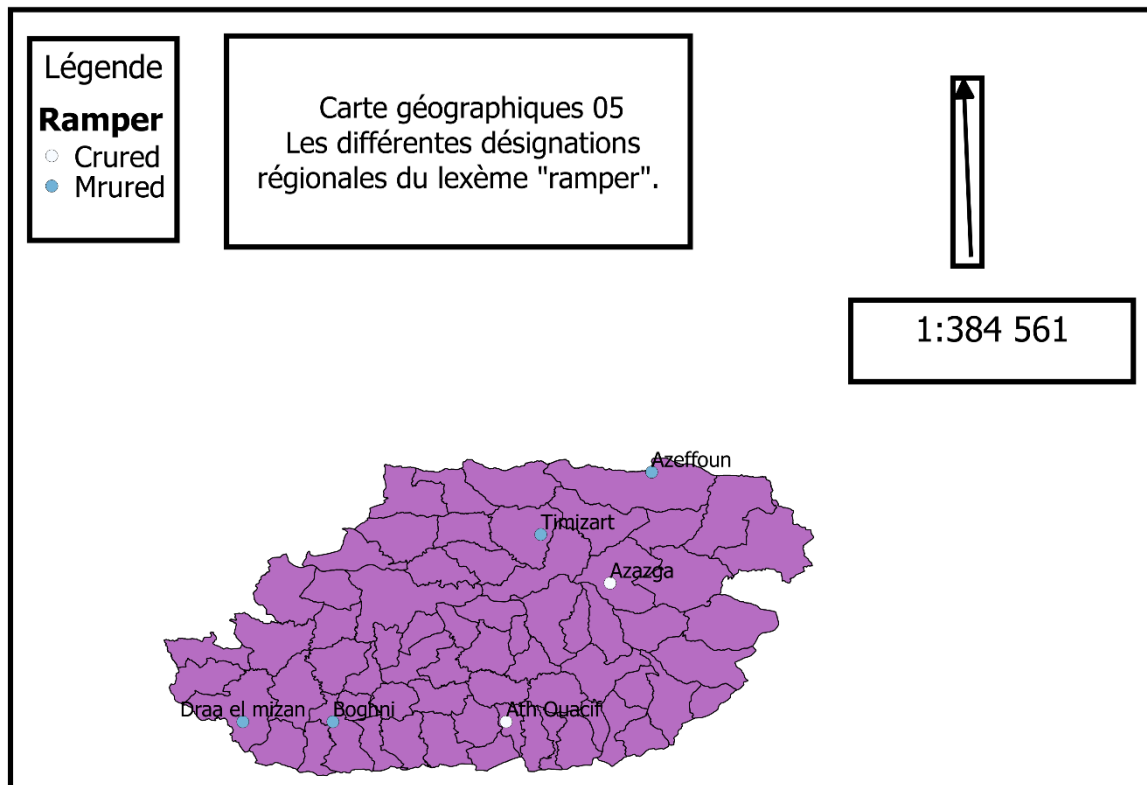 Légende
Ramper
Crured
Mrured
Carte géographiques 05
Les différentes désignations
régionales du lexème "ramper".
1:384 561
Azeffoun
Timizart
Azazga
Draa el mizan
Boghni
Ath Ouacif